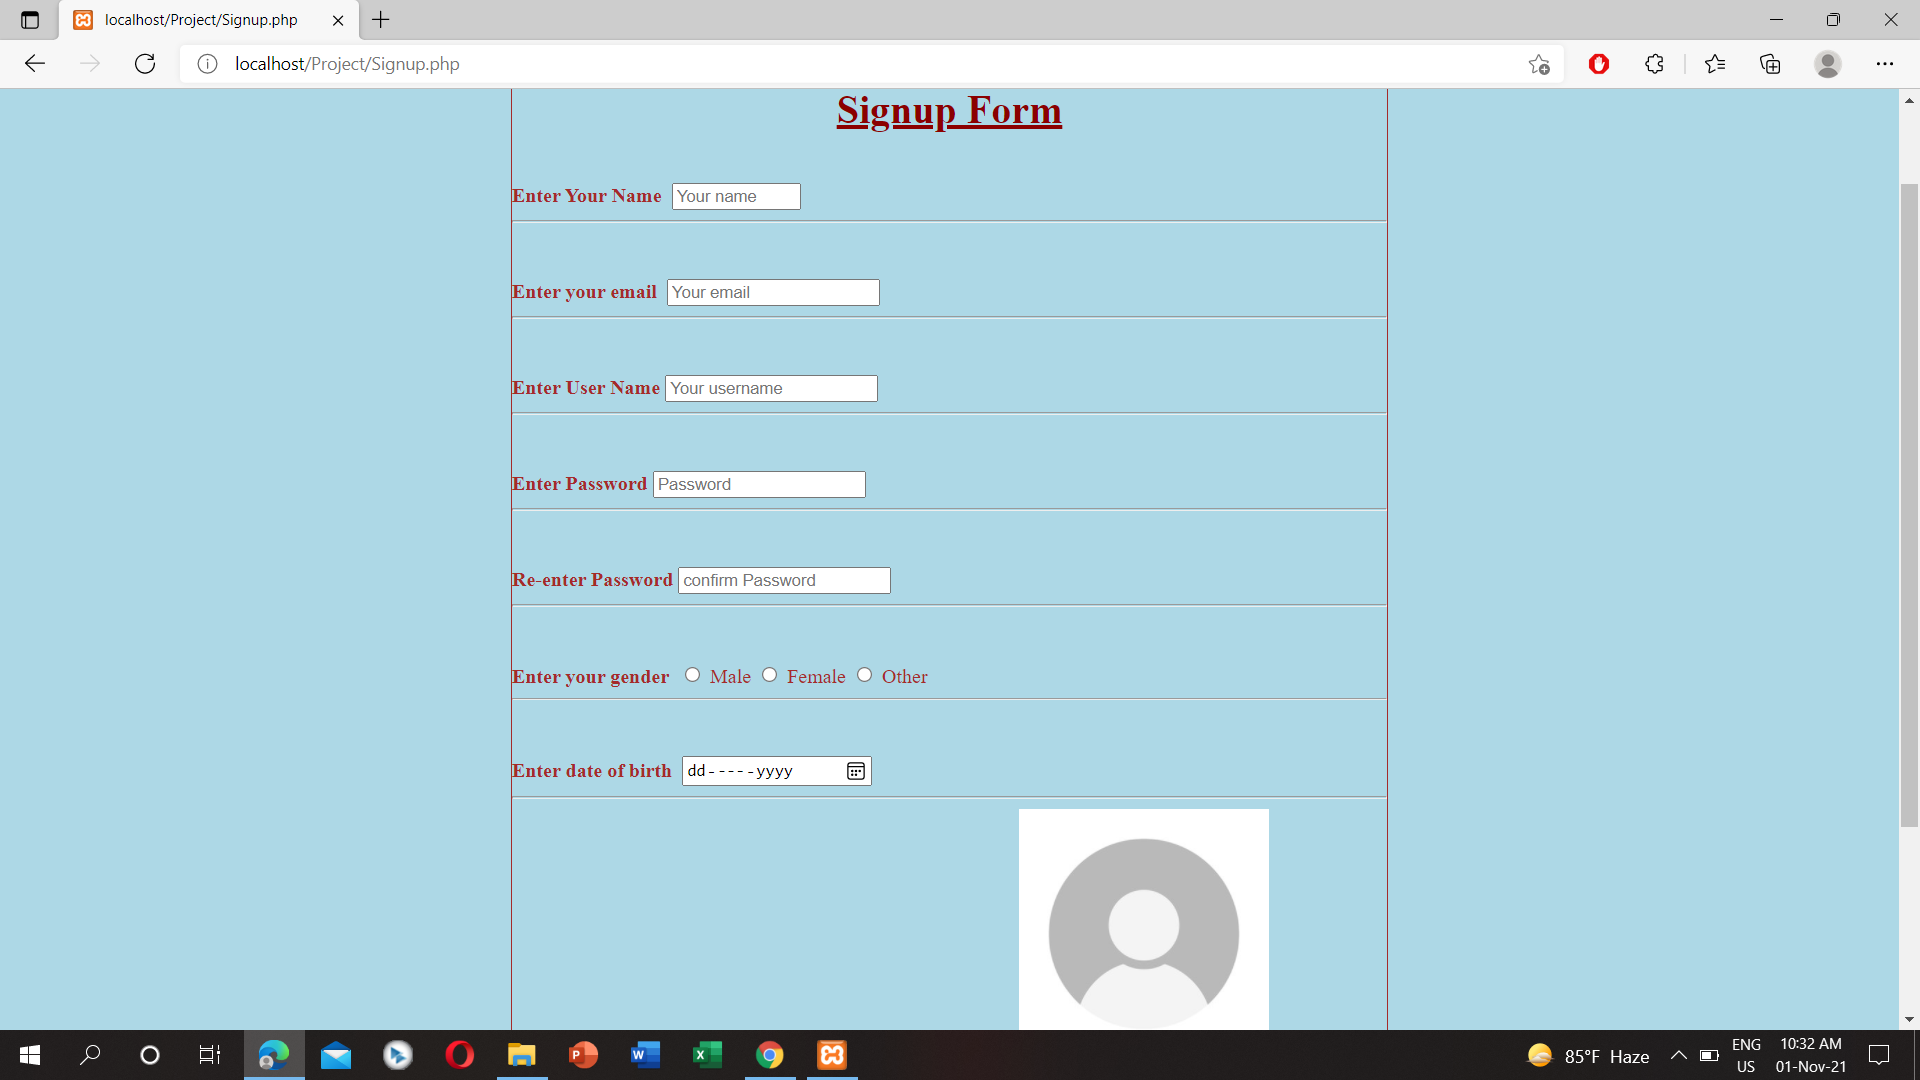 localhost/Project/Signup.php
localhost/Project/Signup.php
Signup Form
Enter Your Name Your name
Enter your email Your email
Enter User Name Your username
Enter Password Password
Re-enter Password confirm Password
Enter your gender Male Female Other
Enter date of birth dd-----yyyy
85°F Haze
ENG
US
10:32 AM
01-Nov-21